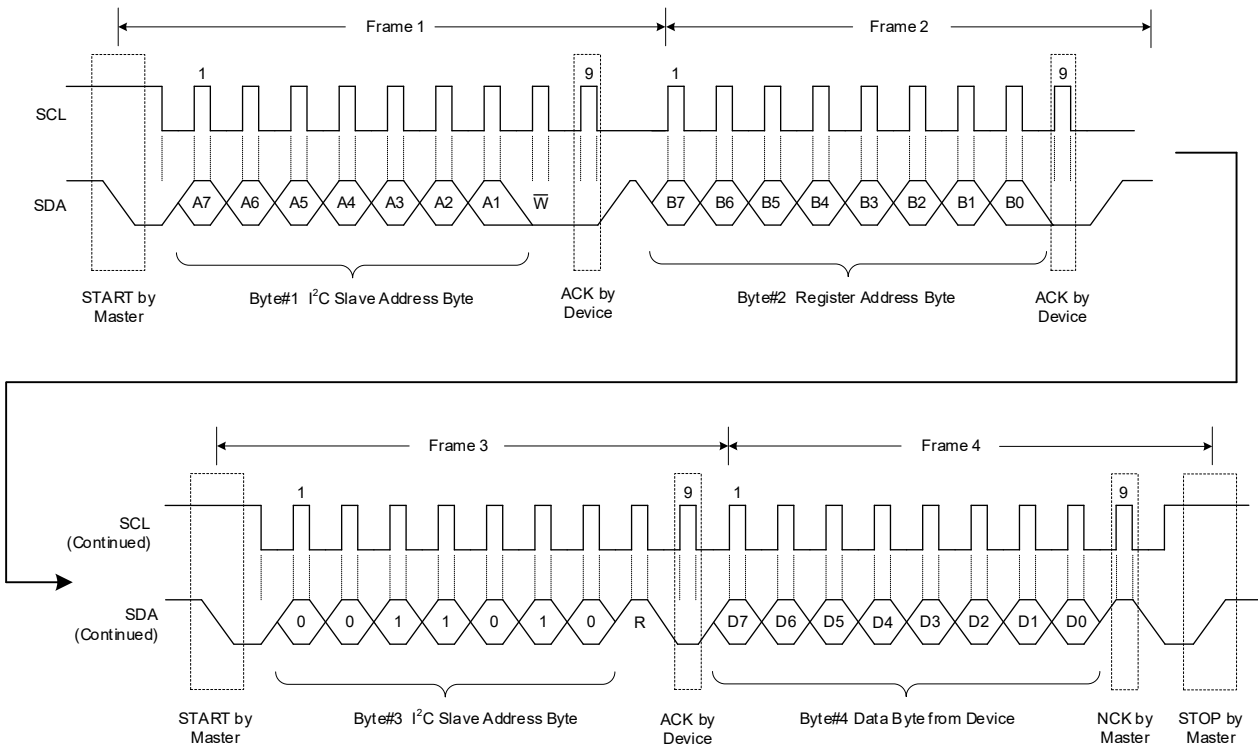 Frame 1
Frame 2
1
9
1
9
SCL
SDA
A7 A6 A5 A4 A3 A2 A1 W̅
B7 B6 B5 B4 B3 B2 B1 B0
START by
Master
Byte#1 I²C Slave Address Byte
ACK by
Device
Byte#2 Register Address Byte
ACK by
Device
Frame 3
Frame 4
1
9
1
9
SCL
(Continued)
SDA
(Continued)
0 0 1 1 0 1 0 R
D7 D6 D5 D4 D3 D2 D1 D0
START by
Master
Byte#3 I²C Slave Address Byte
ACK by
Device
Byte#4 Data Byte from Device
NCK by
Master
STOP by
Master